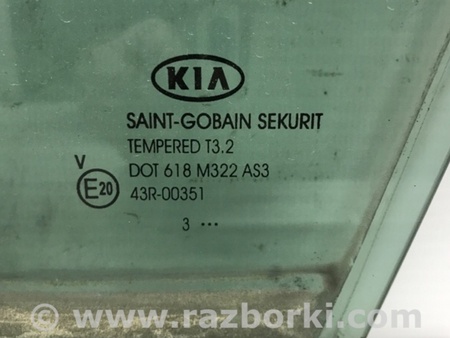 KIA
SAINT-GOBAIN SEKURIT
TEMPERED T3.2
DOT 618 M322 AS3
V
E20
43R-00351
3 ...
© www.razborki.com